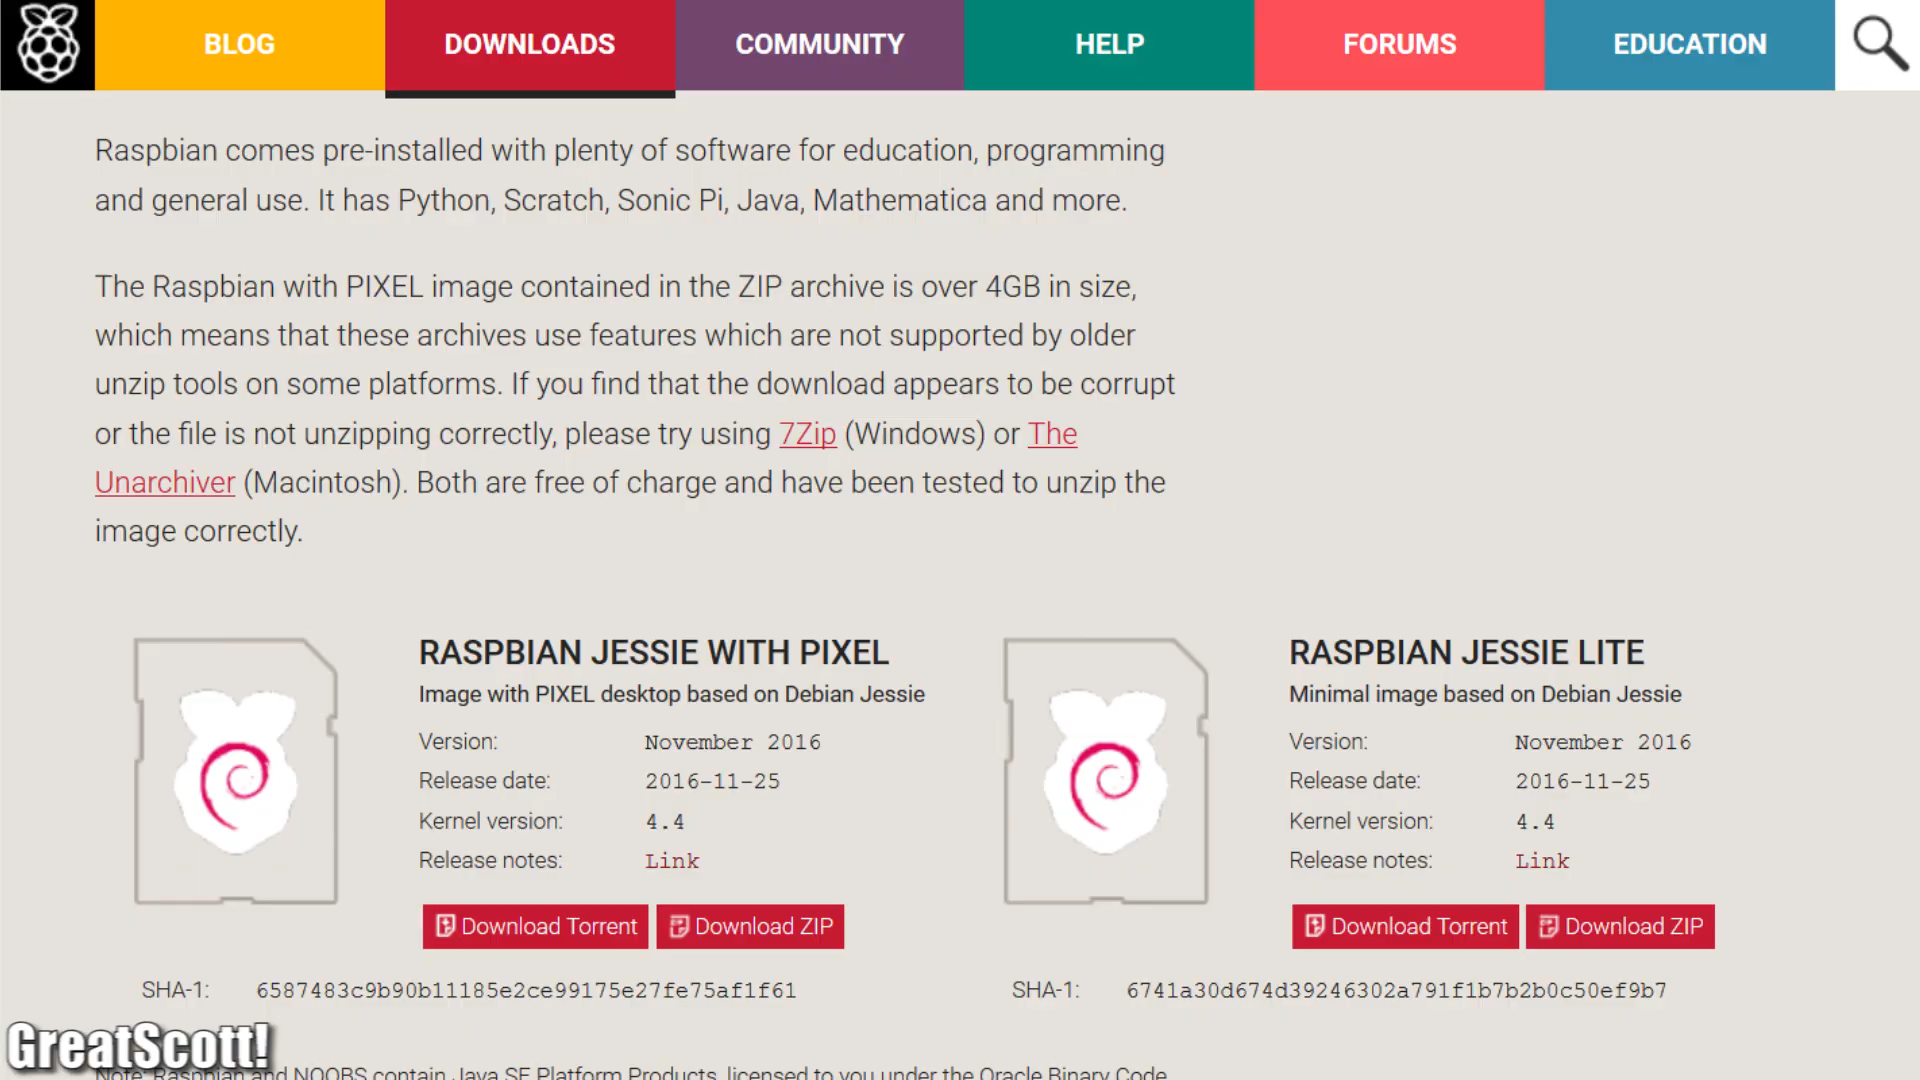 BLOG DOWNLOADS COMMUNITY HELP FORUMS EDUCATION
Raspbian comes pre-installed with plenty of software for education, programming
and general use. It has Python, Scratch, Sonic Pi, Java, Mathematica and more.
The Raspbian with PIXEL image contained in the ZIP archive is over 4GB in size,
which means that these archives use features which are not supported by older
unzip tools on some platforms. If you find that the download appears to be corrupt
or the file is not unzipping correctly, please try using 7Zip (Windows) or The
Unarchiver (Macintosh). Both are free of charge and have been tested to unzip the
image correctly.
RASPBIAN JESSIE WITH PIXEL
Image with PIXEL desktop based on Debian Jessie
Version: November 2016
Release date: 2016-11-25
Kernel version: 4.4
Release notes: Link
Download Torrent Download ZIP
SHA-1: 6587483c9b90b11185e2ce99175e27fe75af1f61
RASPBIAN JESSIE LITE
Minimal image based on Debian Jessie
Version: November 2016
Release date: 2016-11-25
Kernel version: 4.4
Release notes: Link
Download Torrent Download ZIP
SHA-1: 6741a30d674d39246302a791f1b7b2b0c50ef9b7
GreatScott!
Note: Raspbian and NOOBS contain Java SE Platform Products, licensed to you under the Oracle Binary Code